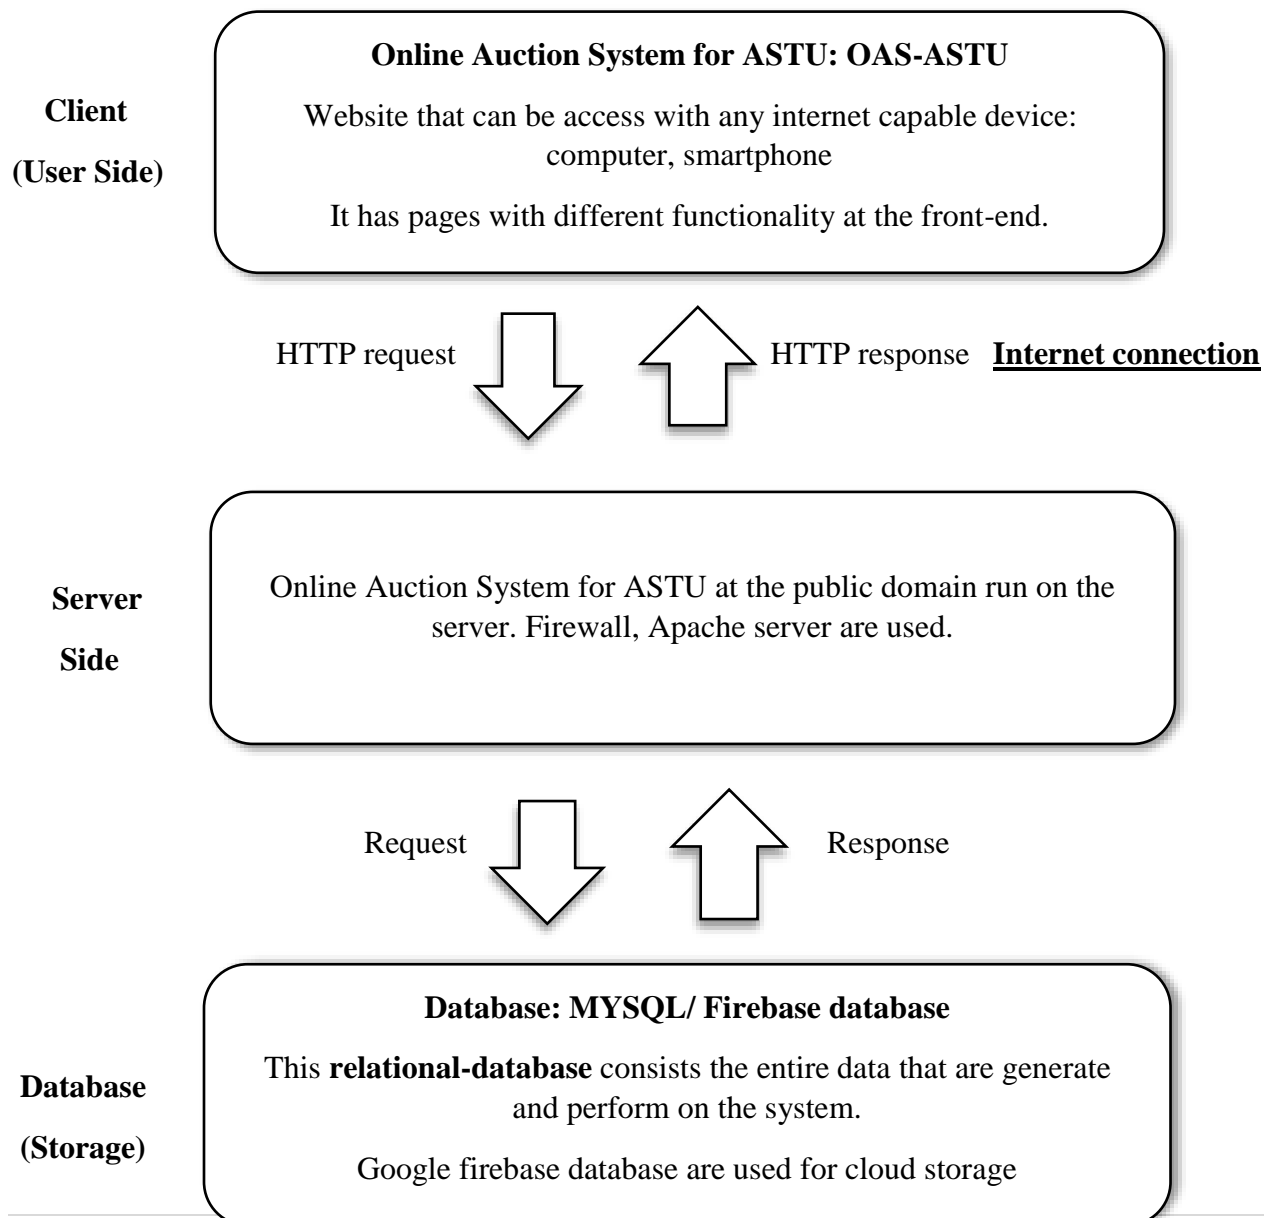 Online Auction System for ASTU: OAS-ASTU
Client
(User Side)
Website that can be access with any internet capable device:
computer, smartphone
It has pages with different functionality at the front-end.
HTTP request
HTTP response
Internet connection
Server
Side
Online Auction System for ASTU at the public domain run on the
server. Firewall, Apache server are used.
Request
Response
Database: MYSQL/ Firebase database
Database
(Storage)
This relational-database consists the entire data that are generate
and perform on the system.
Google firebase database are used for cloud storage